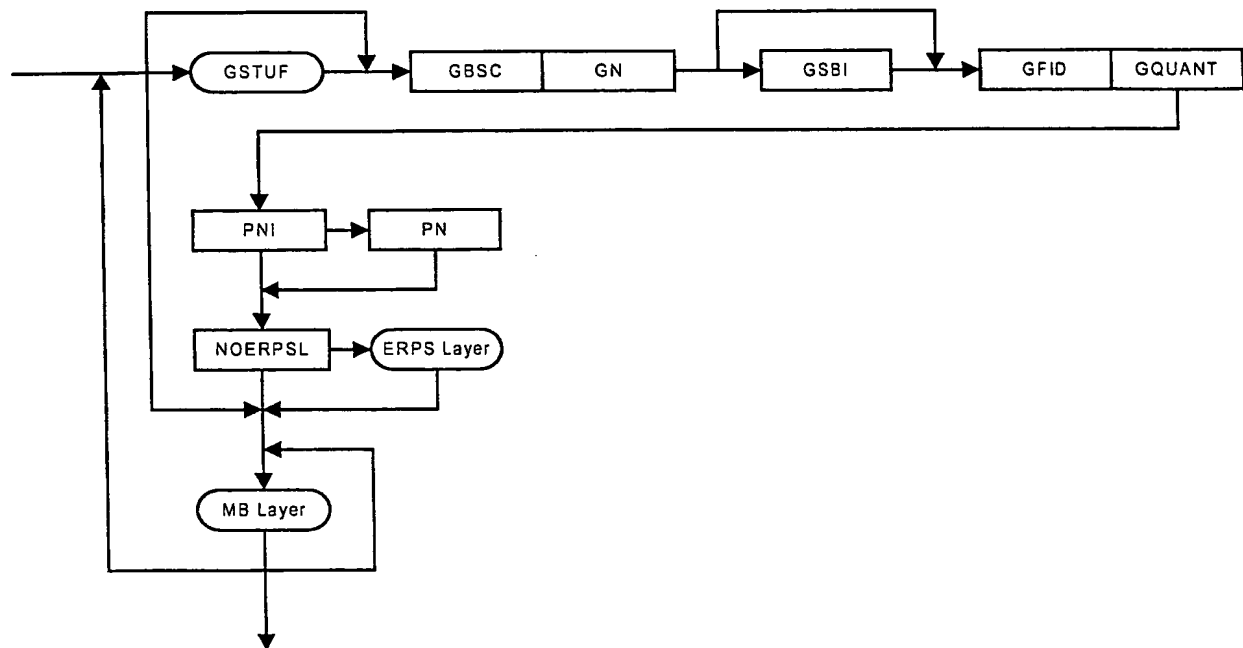 GSTUF
GBSC
GN
GSBI
GFID
GQUANT
PNI
PN
NOERPSL
ERPS Layer
MB Layer